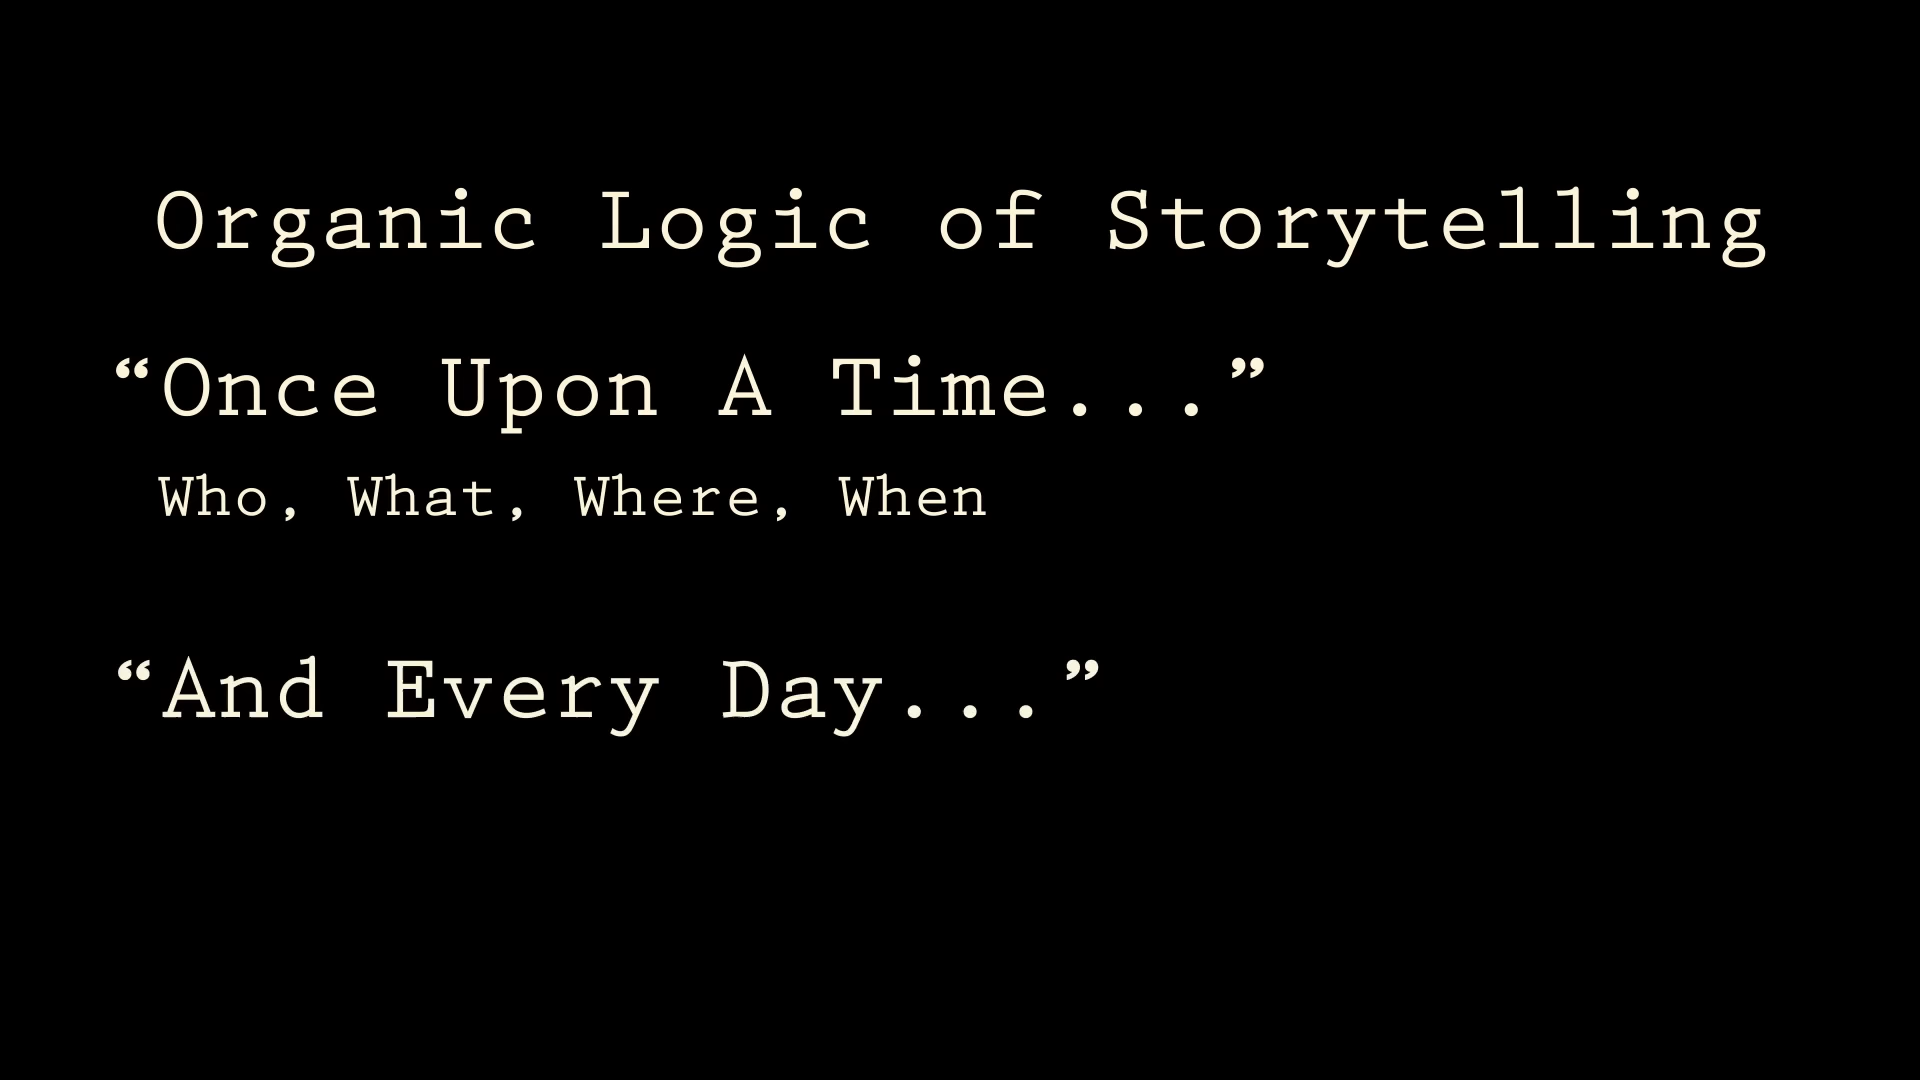 Organic Logic of Storytelling
“Once Upon A Time...”
Who, What, Where, When
“And Every Day...”